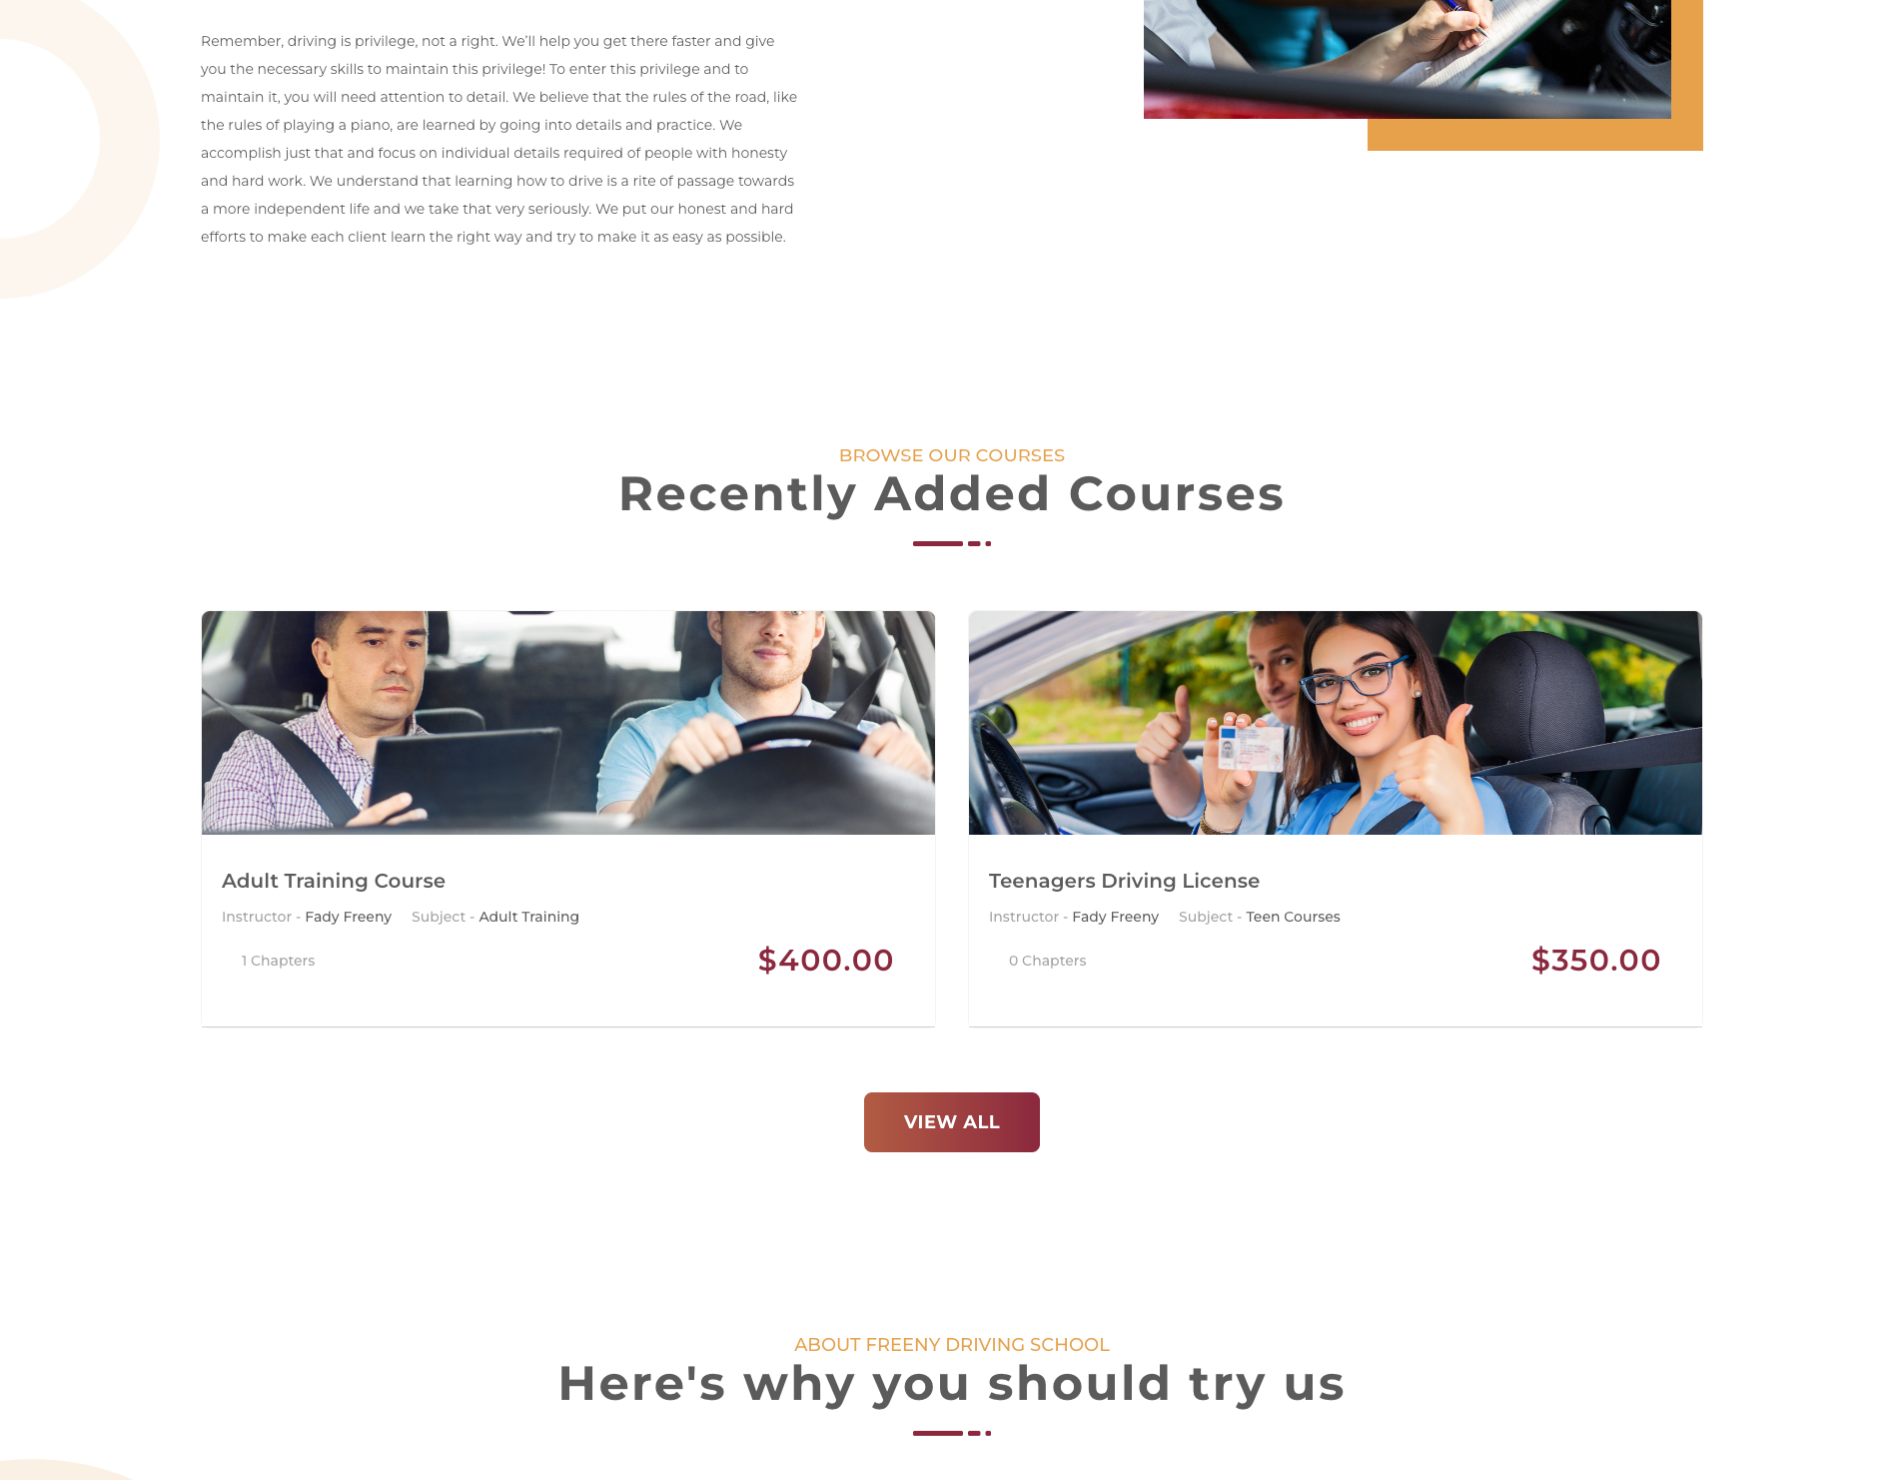 Remember, driving is privilege, not a right. We'll help you get there faster and give
you the necessary skills to maintain this privilege! To enter this privilege and to
maintain it, you will need attention to detail. We believe that the rules of the road, like
the rules of playing a piano, are learned by going into details and practice. We
accomplish just that and focus on individual details required of people with honesty
and hard work. We understand that learning how to drive is a rite of passage towards
a more independent life and we take that very seriously. We put our honest and hard
efforts to make each client learn the right way and try to make it as easy as possible.
BROWSE OUR COURSES
Recently Added Courses
Adult Training Course
Instructor - Fady Freeny Subject - Adult Training
1 Chapters $400.00
Teenagers Driving License
Instructor - Fady Freeny Subject - Teen Courses
0 Chapters $350.00
VIEW ALL
ABOUT FREENY DRIVING SCHOOL
Here's why you should try us